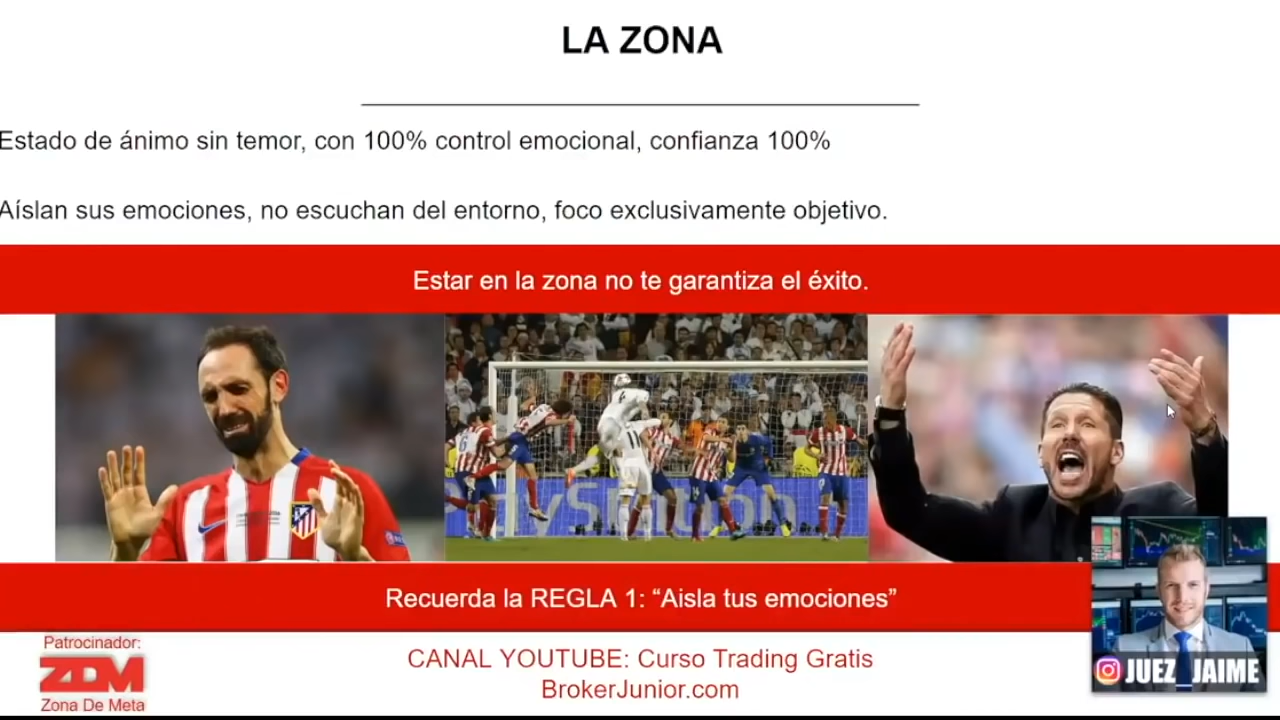 LA ZONA
Estado de ánimo sin temor, con 100% control emocional, confianza 100%
Aíslan sus emociones, no escuchan del entorno, foco exclusivamente objetivo.
Estar en la zona no te garantiza el éxito.
Recuerda la REGLA 1: “Aisla tus emociones”
Patrocinador:
ZDM
Zona De Meta
CANAL YOUTUBE: Curso Trading Gratis
BrokerJunior.com
JUEZ_JAIME